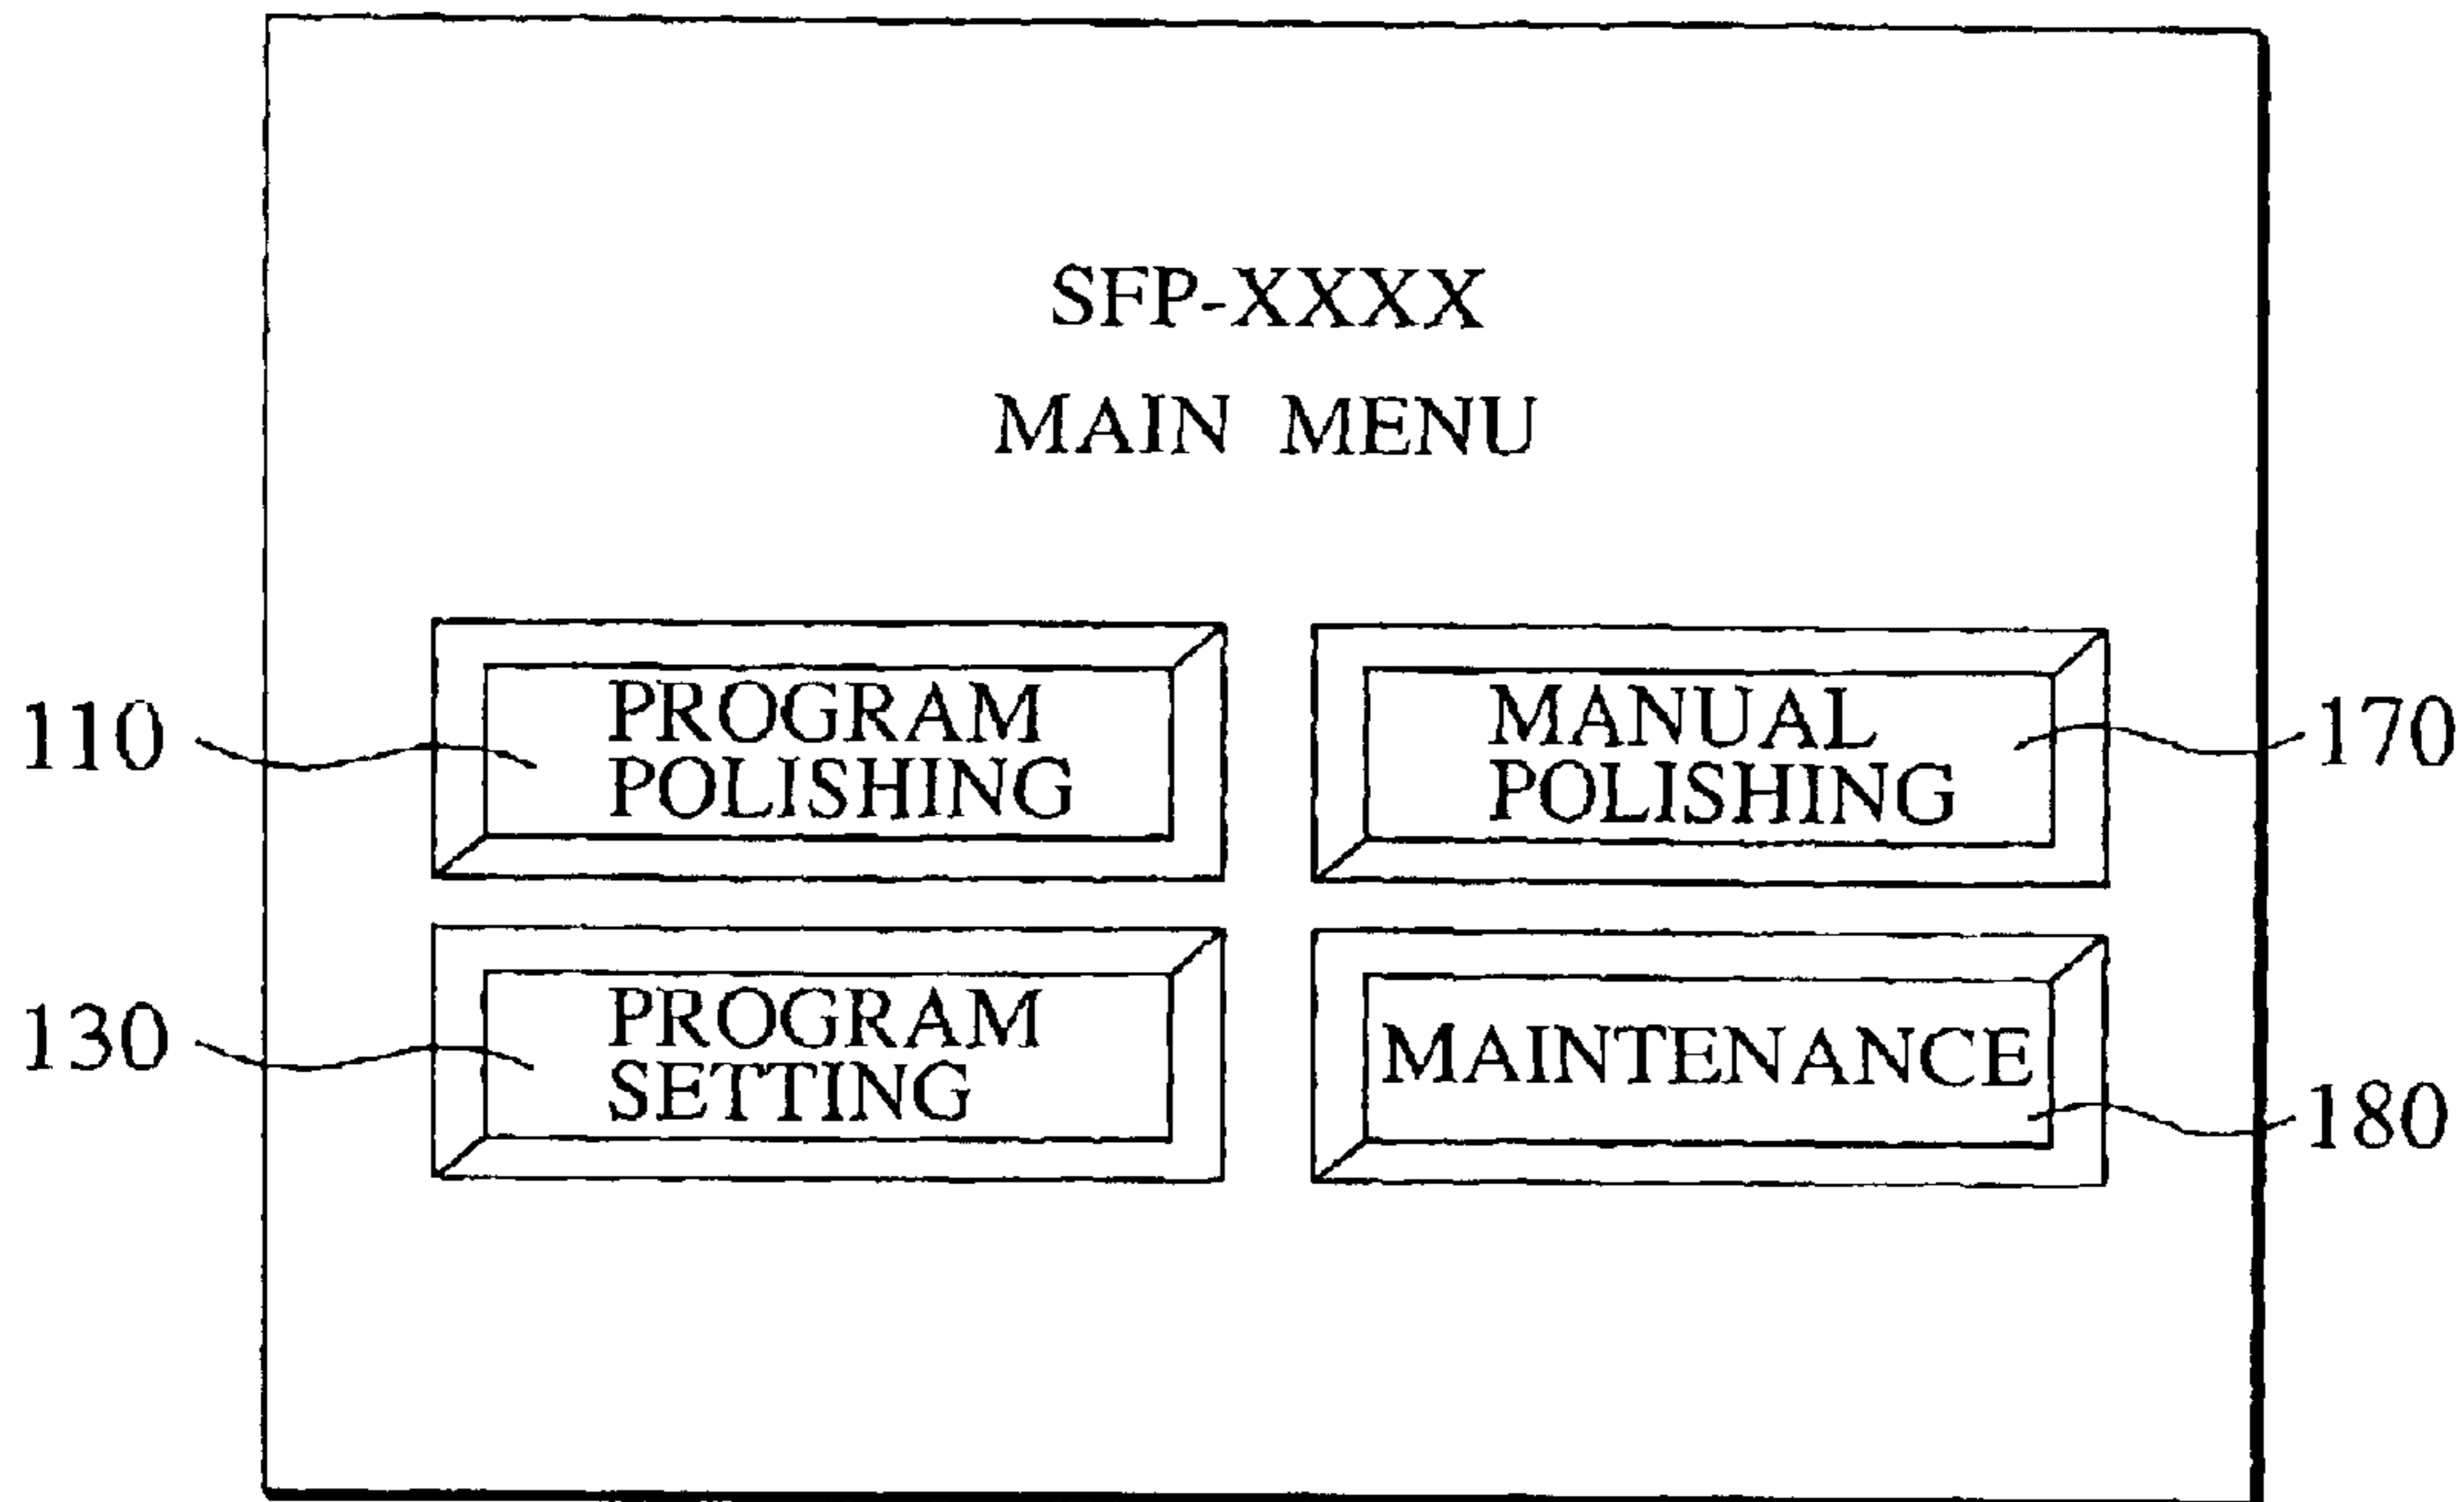 SFP-XXXX
MAIN MENU
110
PROGRAM
POLISHING
MANUAL
POLISHING
170
130
PROGRAM
SETTING
MAINTENANCE
180